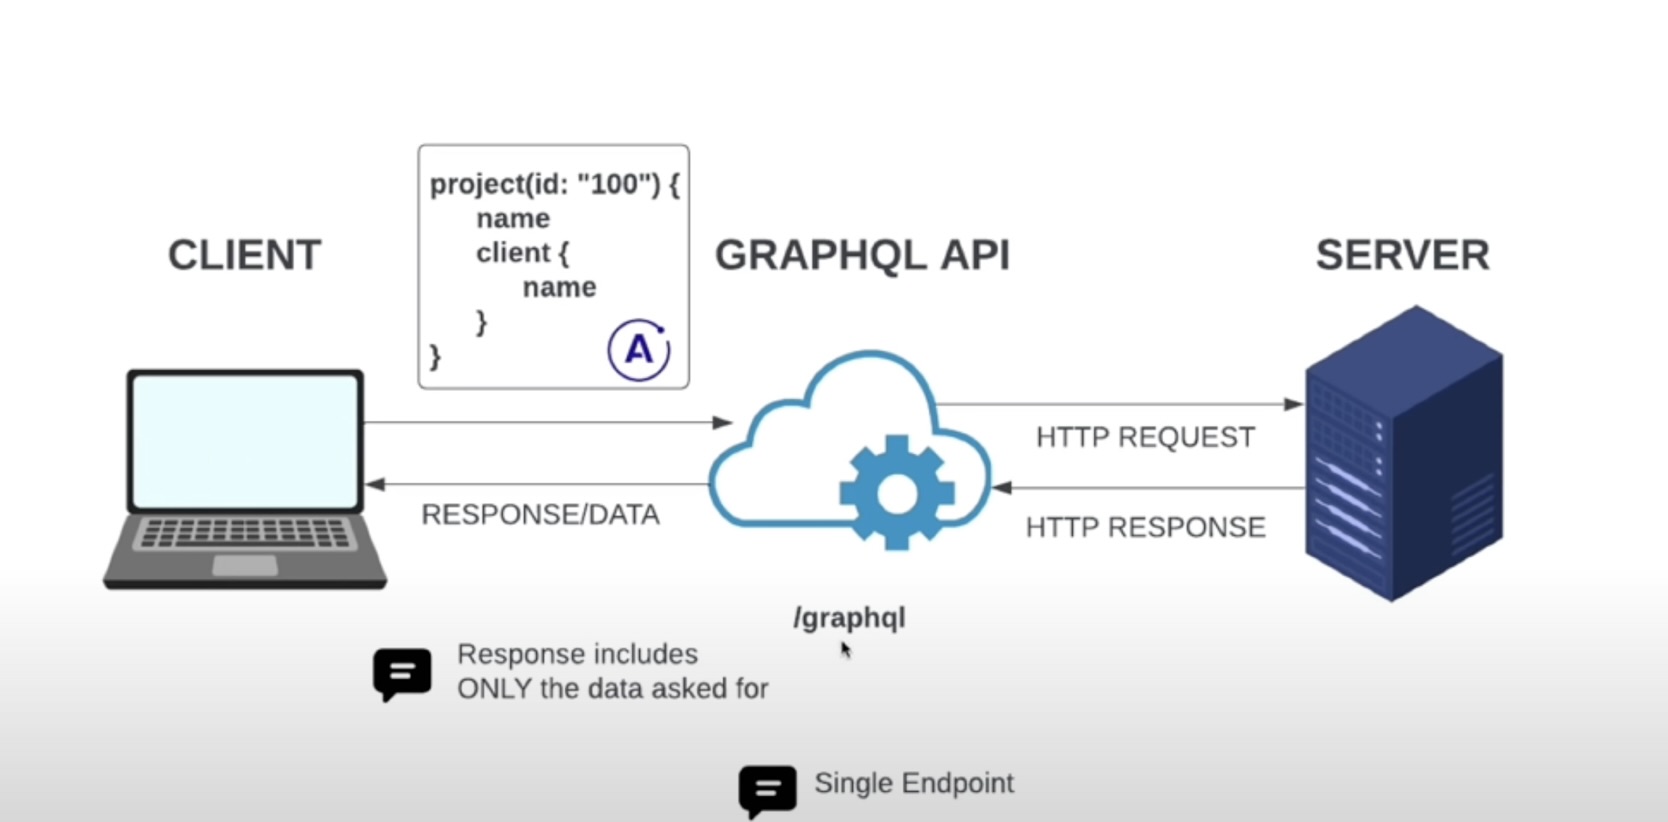 CLIENT
project(id: "100") {
name
client {
name
}
}
A
GRAPHQL API
SERVER
HTTP REQUEST
RESPONSE/DATA
HTTP RESPONSE
/graphql
Response includes
ONLY the data asked for
Single Endpoint